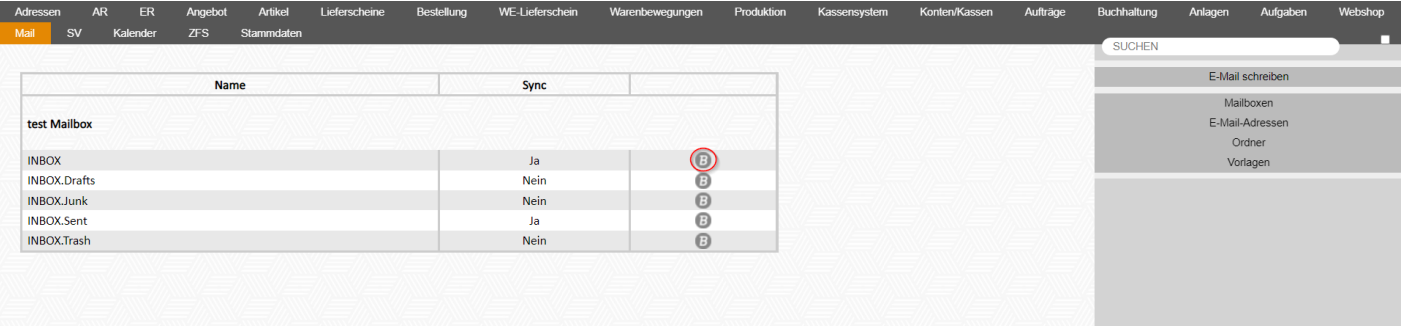 Adressen AR ER Angebot Artikel Lieferscheine Bestellung WE-Lieferschein Warenbewegungen Produktion Kassensystem Konten/Kassen Aufträge Buchhaltung Anlagen Aufgaben Webshop
Mail SV Kalender ZFS Stammdaten
SUCHEN
Name Sync
test Mailbox
INBOX Ja B
INBOX.Drafts Nein B
INBOX.Junk Nein B
INBOX.Sent Ja B
INBOX.Trash Nein B
E-Mail schreiben
Mailboxen
E-Mail-Adressen
Ordner
Vorlagen